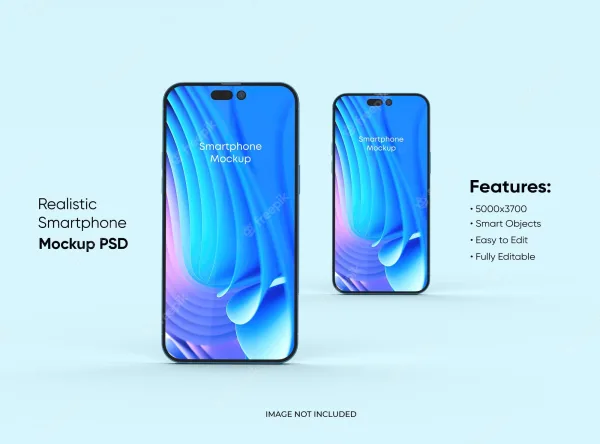 Realistic
Smartphone
Mockup PSD
Smartphone
Mockup
Smartphone
Mockup
Features:
• 5000x3700
• Smart Objects
• Easy to Edit
• Fully Editable
IMAGE NOT INCLUDED